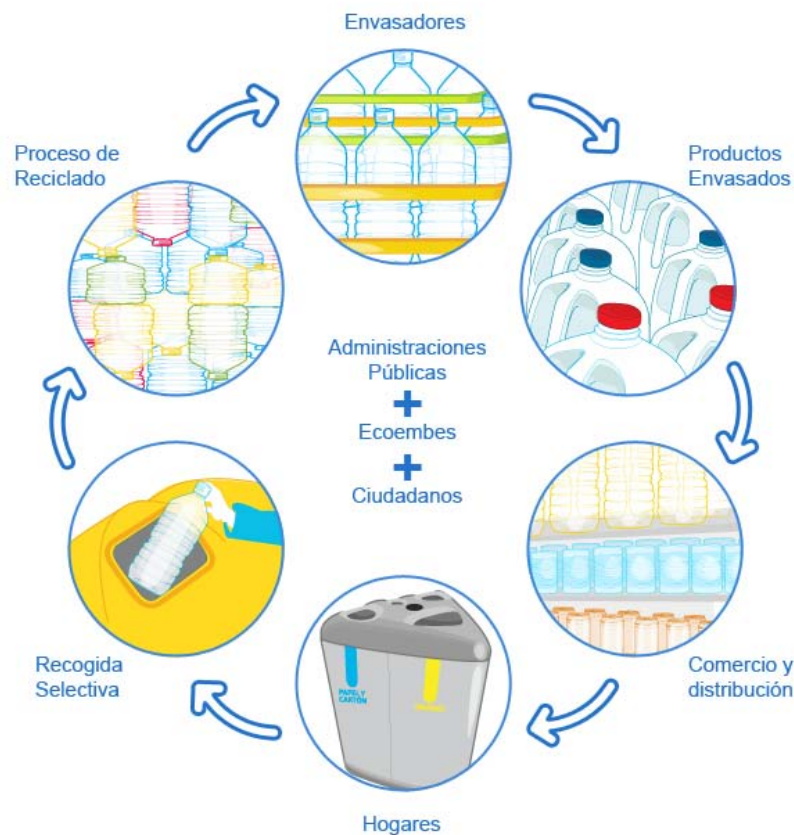 Envasadores
Proceso de
Reciclado
Productos
Envasados
Administraciones
Públicas
+
Ecoembes
+
Ciudadanos
Recogida
Selectiva
Comercio y
distribución
PAPEL Y
CARTÓN
Hogares